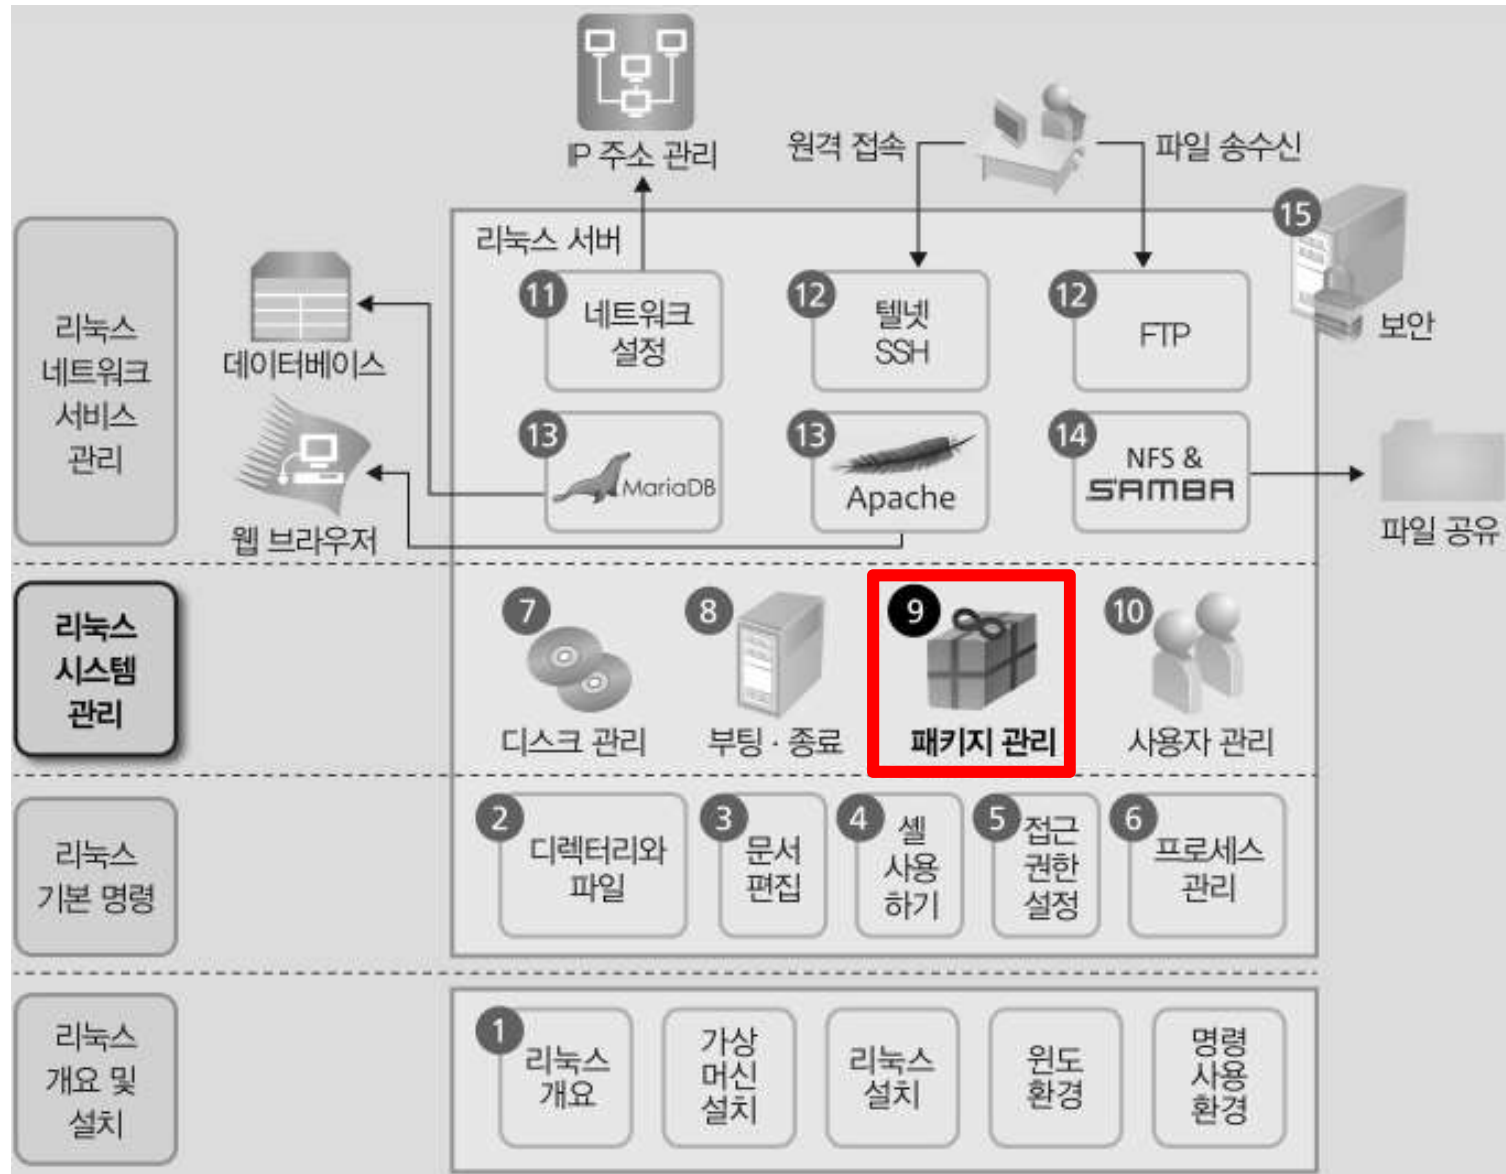 IP 주소 관리
원격 접속
파일 송수신
15
보안
리눅스
네트워크
서비스
관리
데이터베이스
웹 브라우저
리눅스 서버
11
네트워크
설정
12
텔넷
SSH
12
FTP
13
MariaDB
13
Apache
14
NFS &
SAMBA
파일 공유
리눅스
시스템
관리
7
디스크 관리
8
부팅 · 종료
9
패키지 관리
10
사용자 관리
리눅스
기본 명령
2
디렉터리와
파일
3
문서
편집
4
셸
사용
하기
5
접근
권한
설정
6
프로세스
관리
리눅스
개요 및
설치
1
리눅스
개요
가상
머신
설치
리눅스
설치
윈도
환경
명령
사용
환경